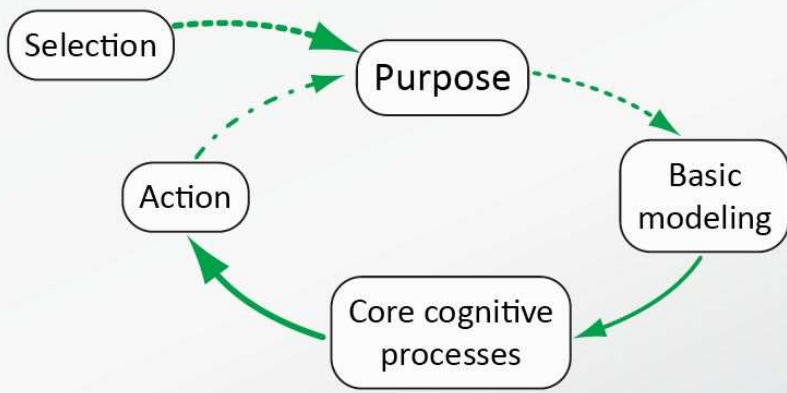 Selection
Purpose
Action
Basic
modeling
Core cognitive
processes